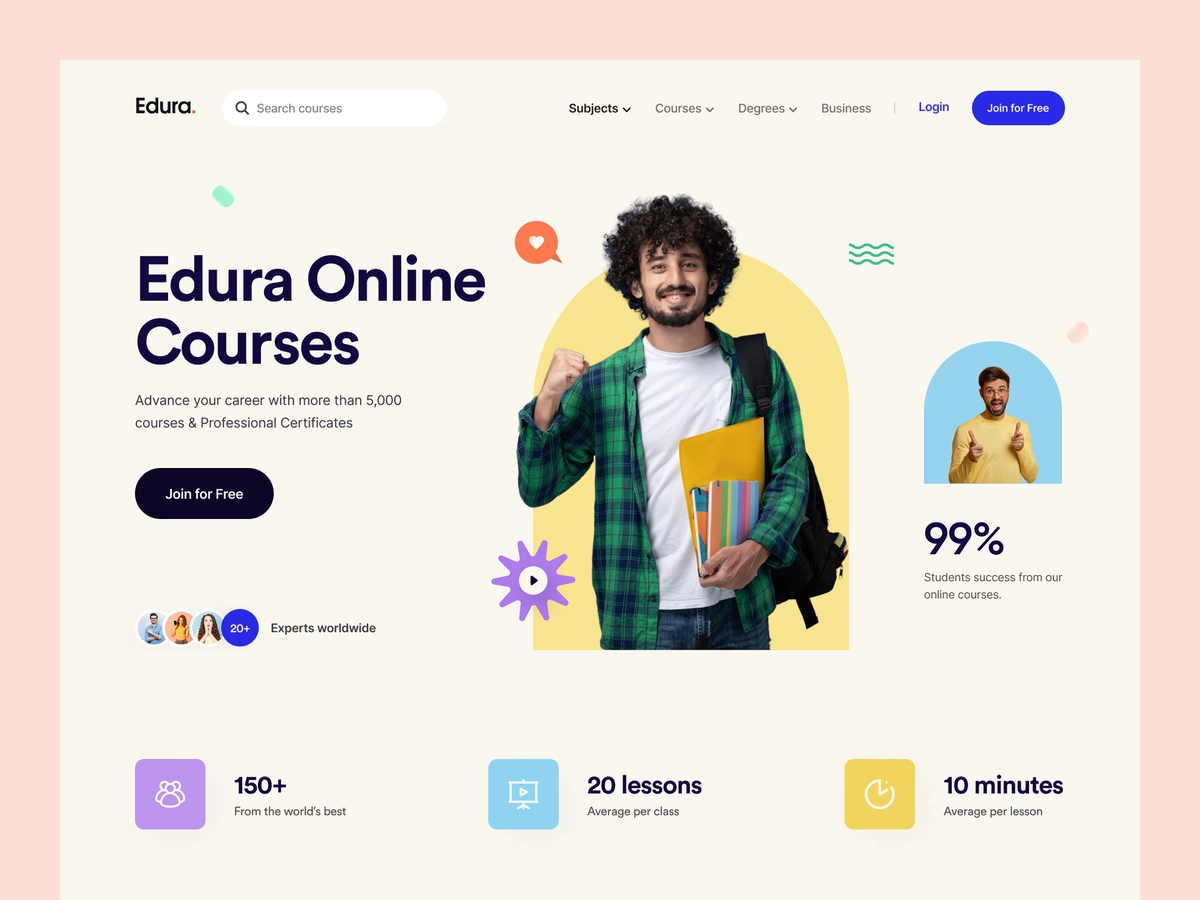 Edura.
Search courses
Subjects
Courses
Degrees
Business
Login
Join for Free
Edura Online
Courses
Advance your career with more than 5,000
courses & Professional Certificates
Join for Free
20+
Experts worldwide
99%
Students success from our
online courses.
150+
From the world’s best
20 lessons
Average per class
10 minutes
Average per lesson